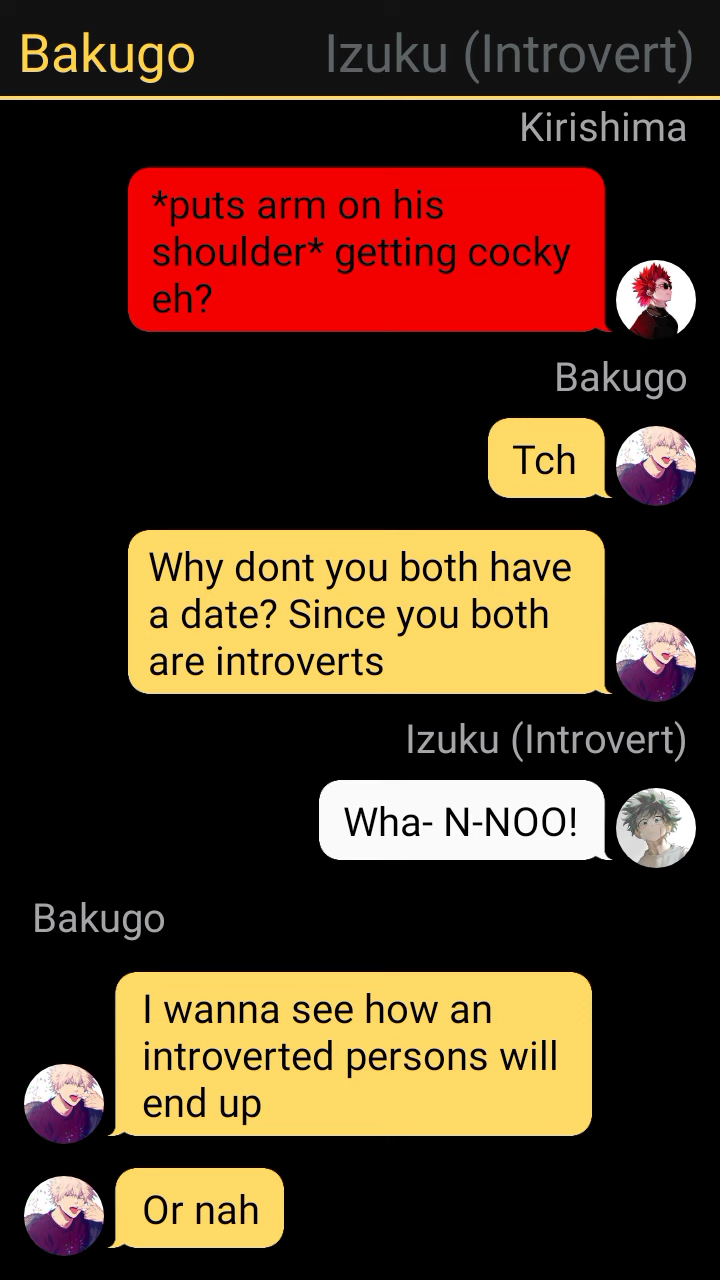 Bakugo Izuku (Introvert)
Kirishima
*puts arm on his
shoulder* getting cocky
eh?
Bakugo
Tch
Why dont you both have
a date? Since you both
are introverts
Izuku (Introvert)
Wha- N-NOO!
Bakugo
I wanna see how an
introverted persons will
end up
Or nah